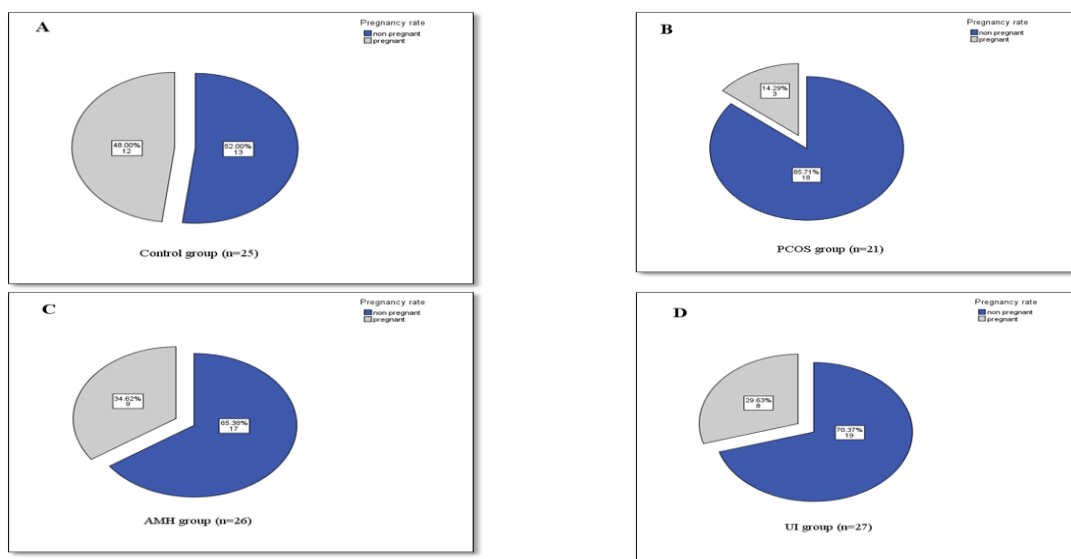 A
Pregnancy rate
non pregnant
pregnant
48.00%
12
52.00%
13
Control group (n=25)
B
Pregnancy rate
non pregnant
pregnant
14.29%
3
85.71%
18
PCOS group (n=21)
C
Pregnancy rate
non pregnant
pregnant
34.62%
9
65.38%
17
AMH group (n=26)
D
Pregnancy rate
non pregnant
pregnant
29.63%
8
70.37%
19
UI group (n=27)